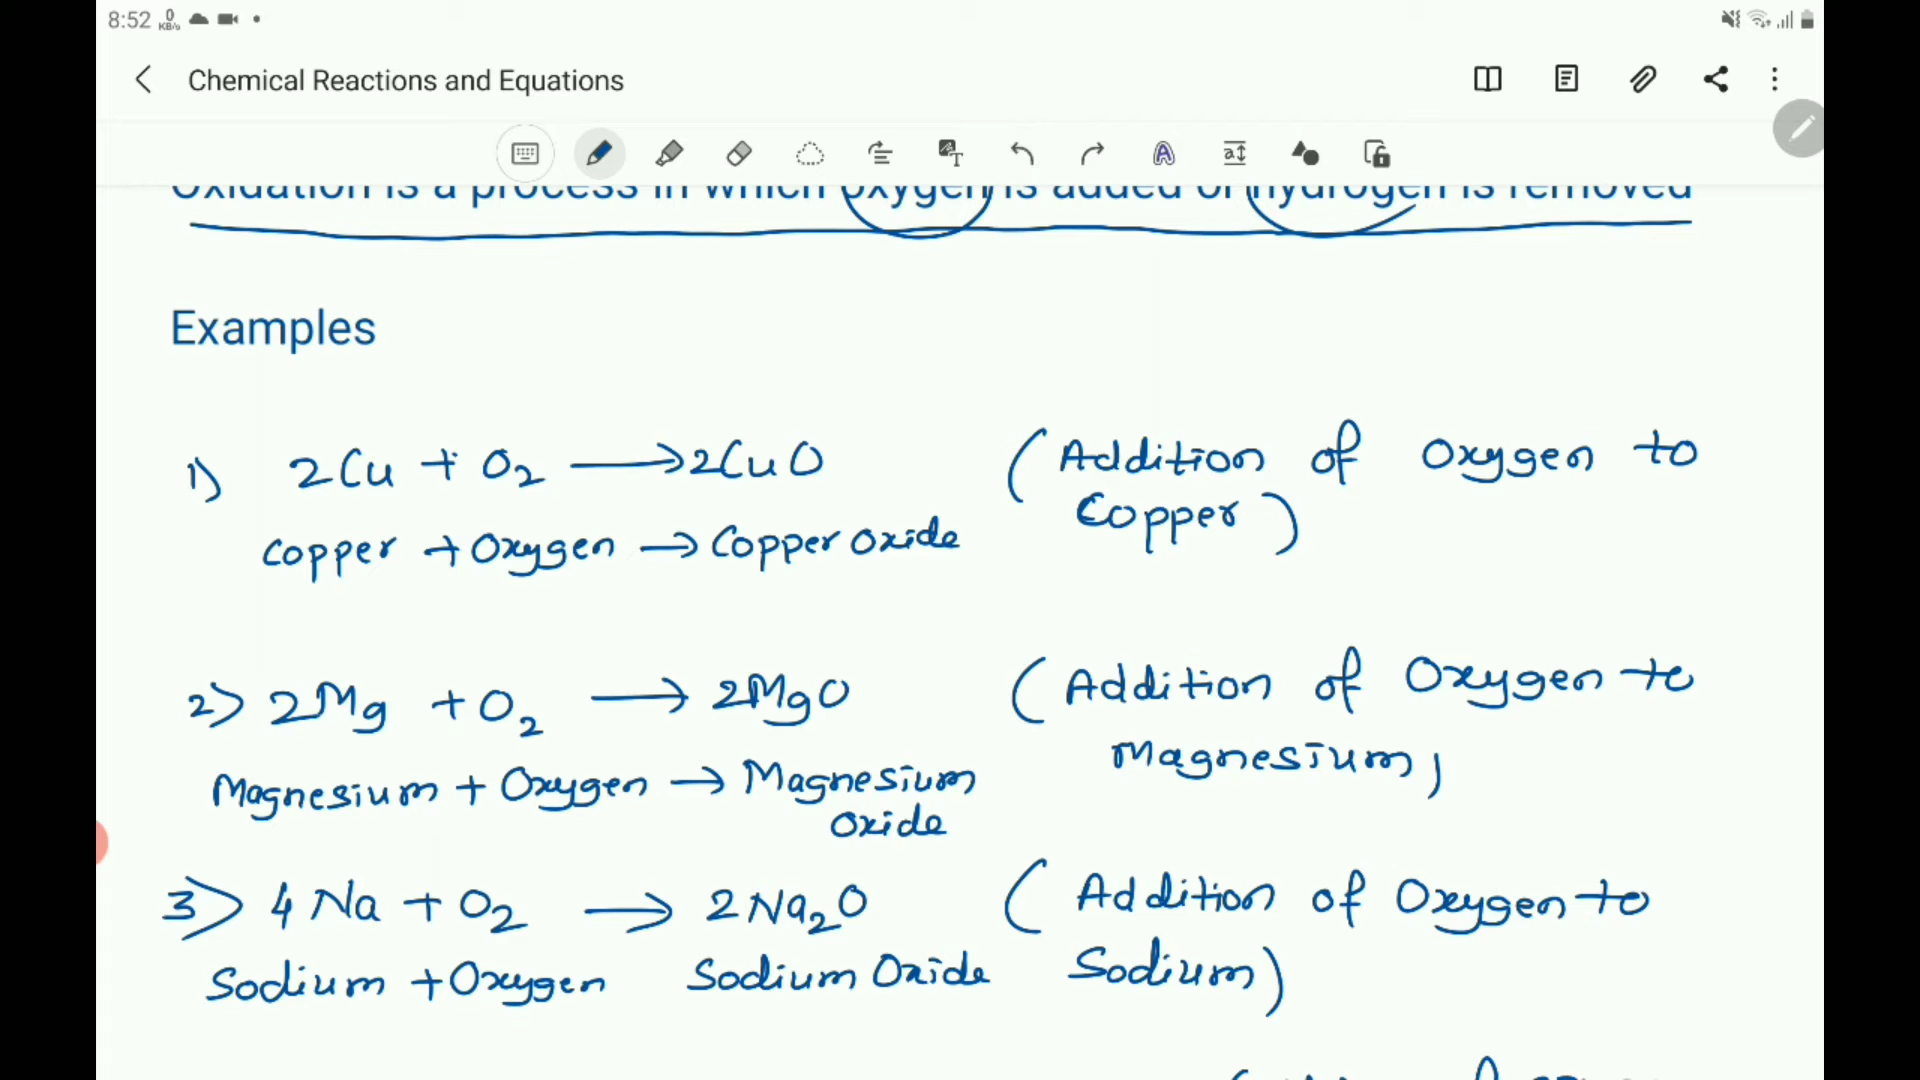 8:52 0 KB/s
Chemical Reactions and Equations
Oxidation is a process in which oxygen is added or hydrogen is removed
Examples
1) 2Cu + O2 → 2CuO (Addition of Oxygen to
Copper)
Copper + Oxygen → Copper oxide
2) 2Mg + O2 → 2MgO (Addition of Oxygen to
Magnesium)
Magnesium + Oxygen → Magnesium
Oxide
3) 4Na + O2 → 2Na2O (Addition of Oxygen to
Sodium)
Sodium + Oxygen Sodium Oxide